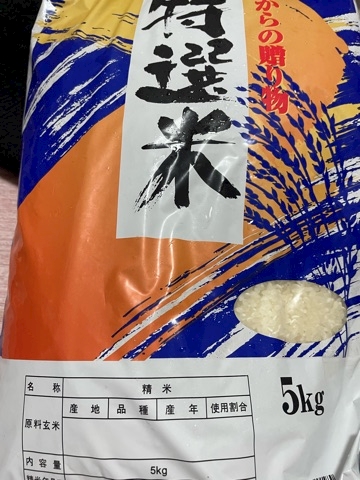 からの贈り物
特選米
5kg
名称 精米
産地 品種 産年 使用割合
原料玄米
内容量 5kg